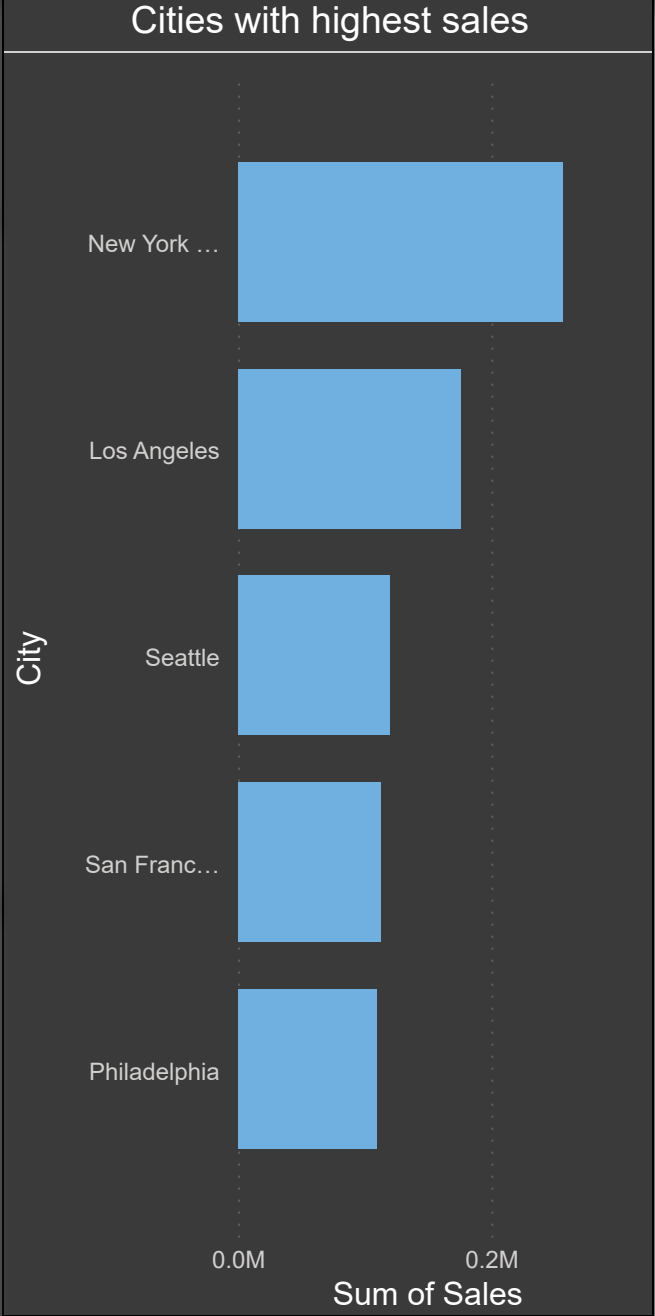 Cities with highest sales
New York …
Los Angeles
Seattle
City
San Franc…
Philadelphia
0.0M 0.2M
Sum of Sales